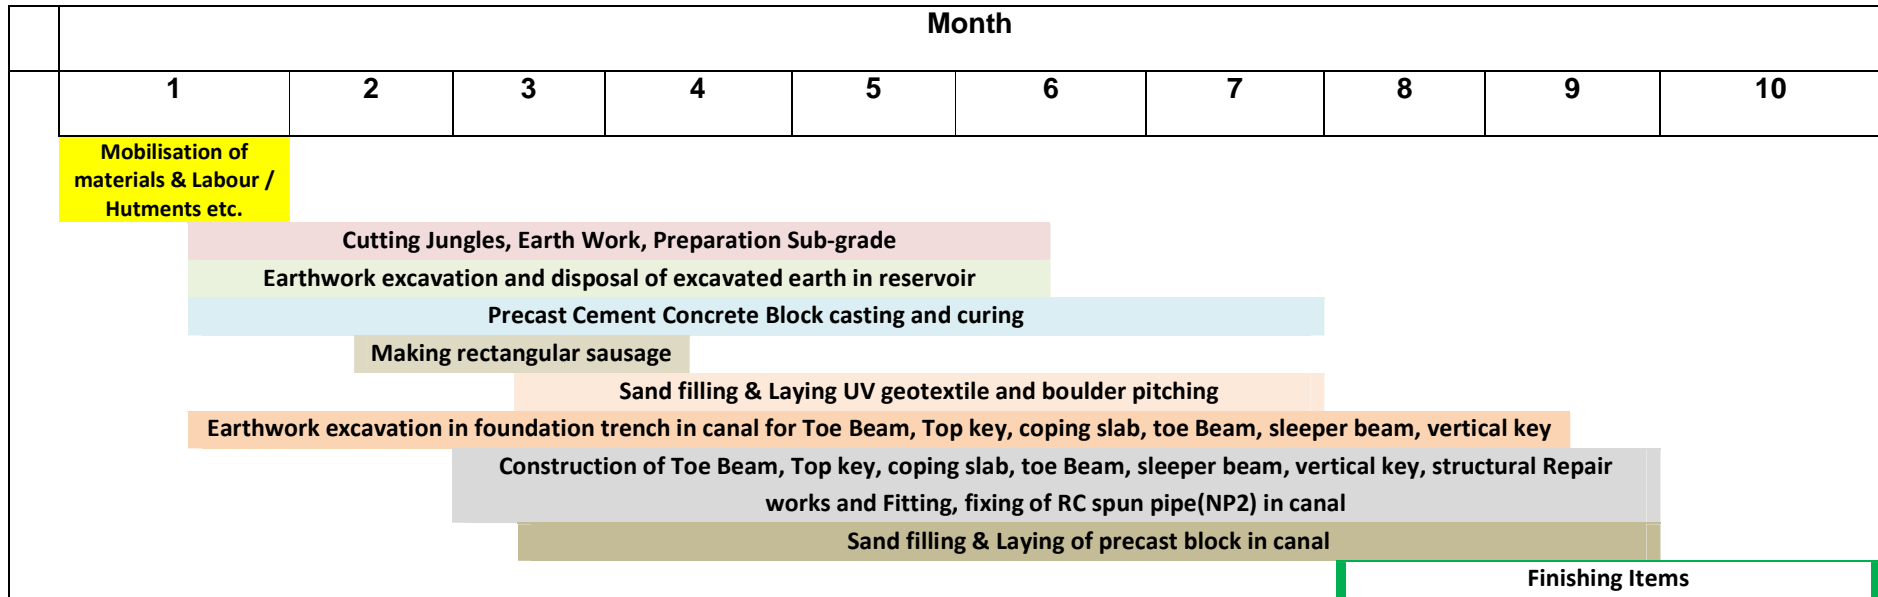 Month
1 2 3 4 5 6 7 8 9 10
Mobilisation of
materials & Labour /
Hutments etc.
Cutting Jungles, Earth Work, Preparation Sub-grade
Earthwork excavation and disposal of excavated earth in reservoir
Precast Cement Concrete Block casting and curing
Making rectangular sausage
Sand filling & Laying UV geotextile and boulder pitching
Earthwork excavation in foundation trench in canal for Toe Beam, Top key, coping slab, toe Beam, sleeper beam, vertical key
Construction of Toe Beam, Top key, coping slab, toe Beam, sleeper beam, vertical key, structural Repair
works and Fitting, fixing of RC spun pipe(NP2) in canal
Sand filling & Laying of precast block in canal
Finishing Items